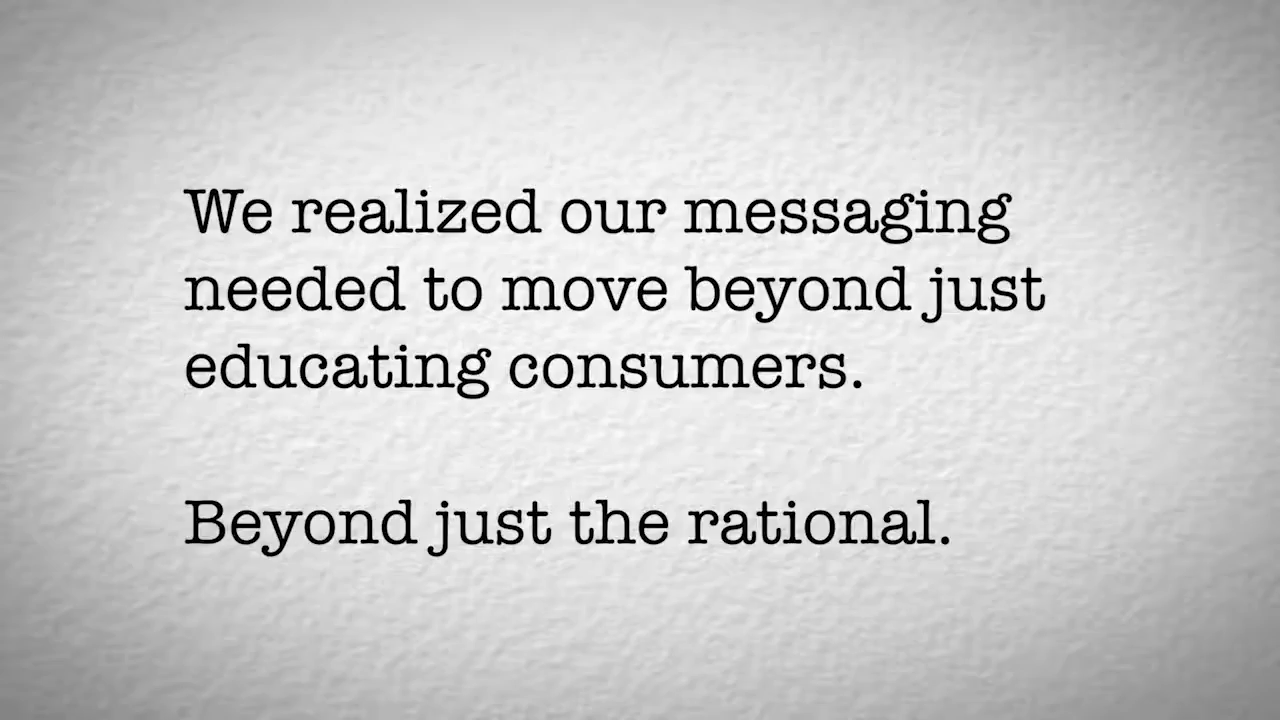 We realized our messaging
needed to move beyond just
educating consumers.
Beyond just the rational.